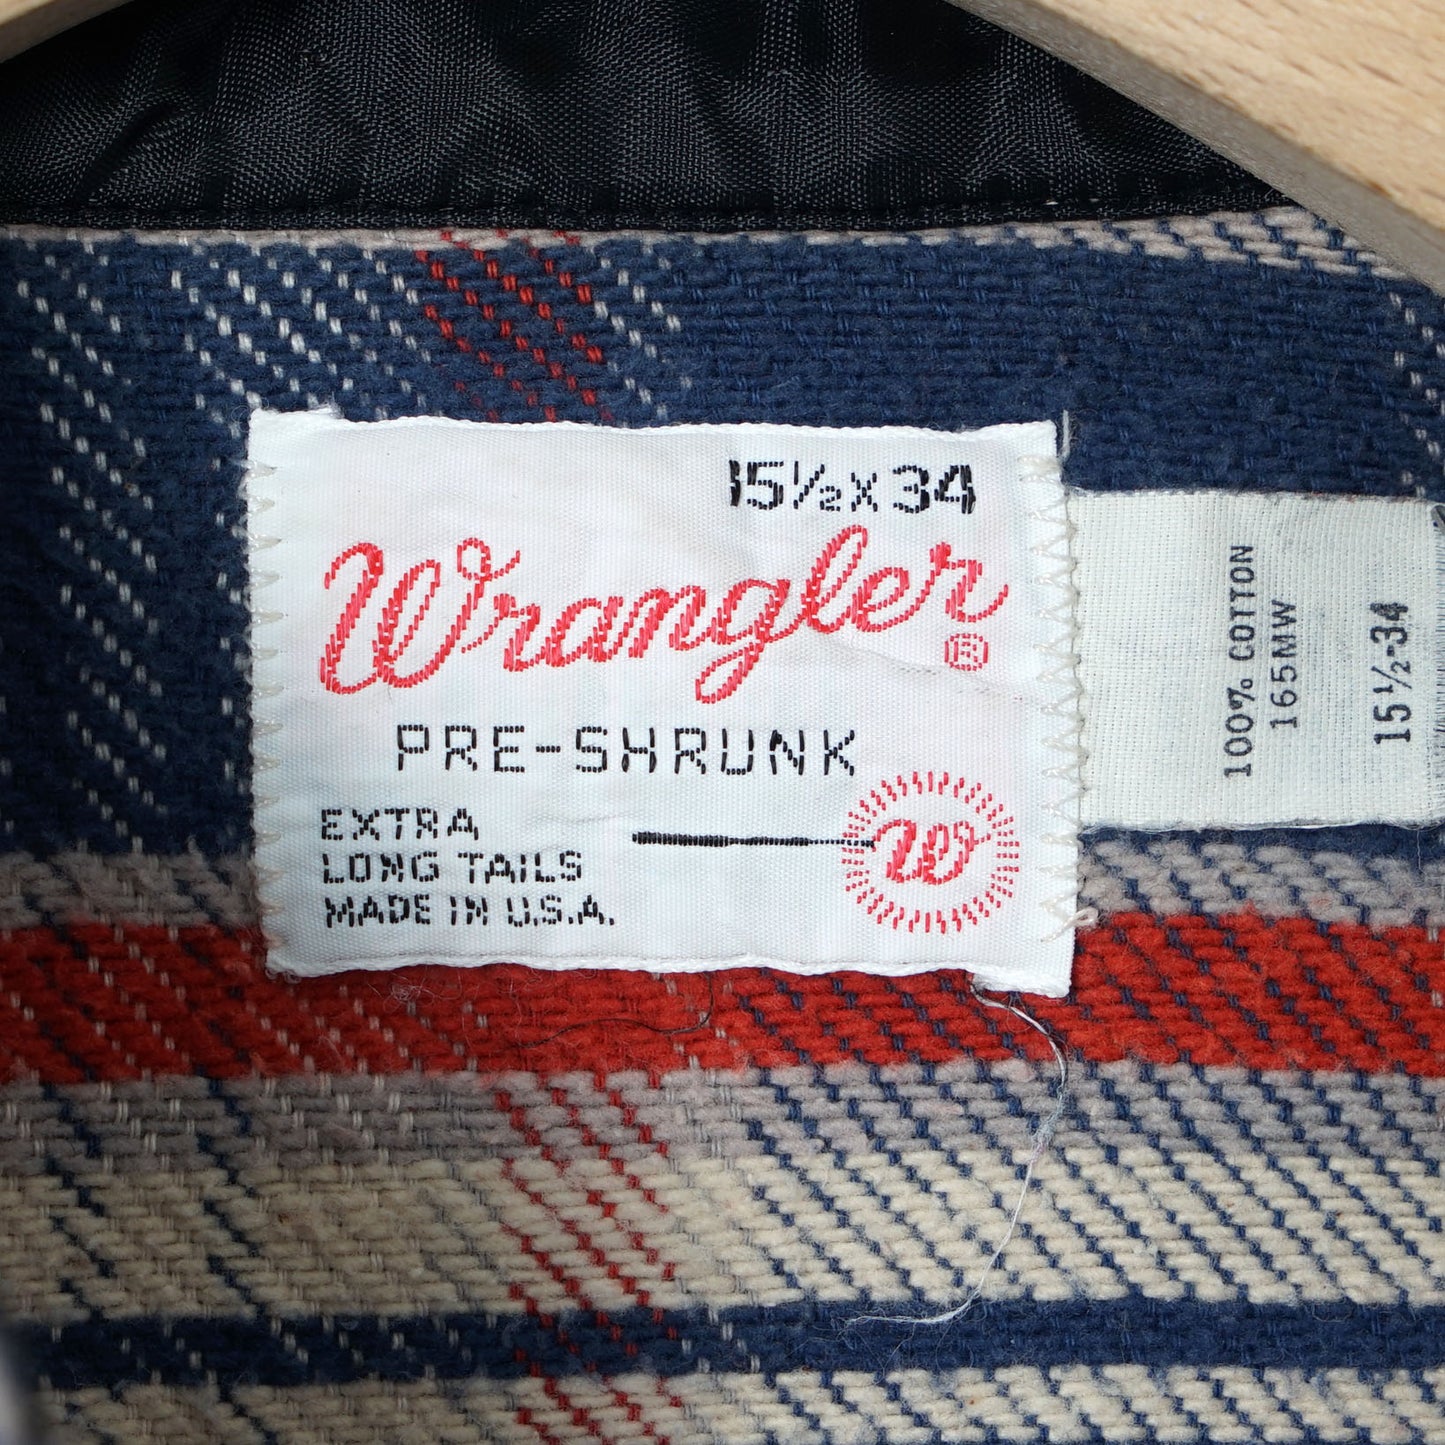 15½ X 34
Wrangler ®
PRE-SHRUNK
EXTRA
LONG TAILS
MADE IN U.S.A.
W
100% COTTON
165MW
15½-34